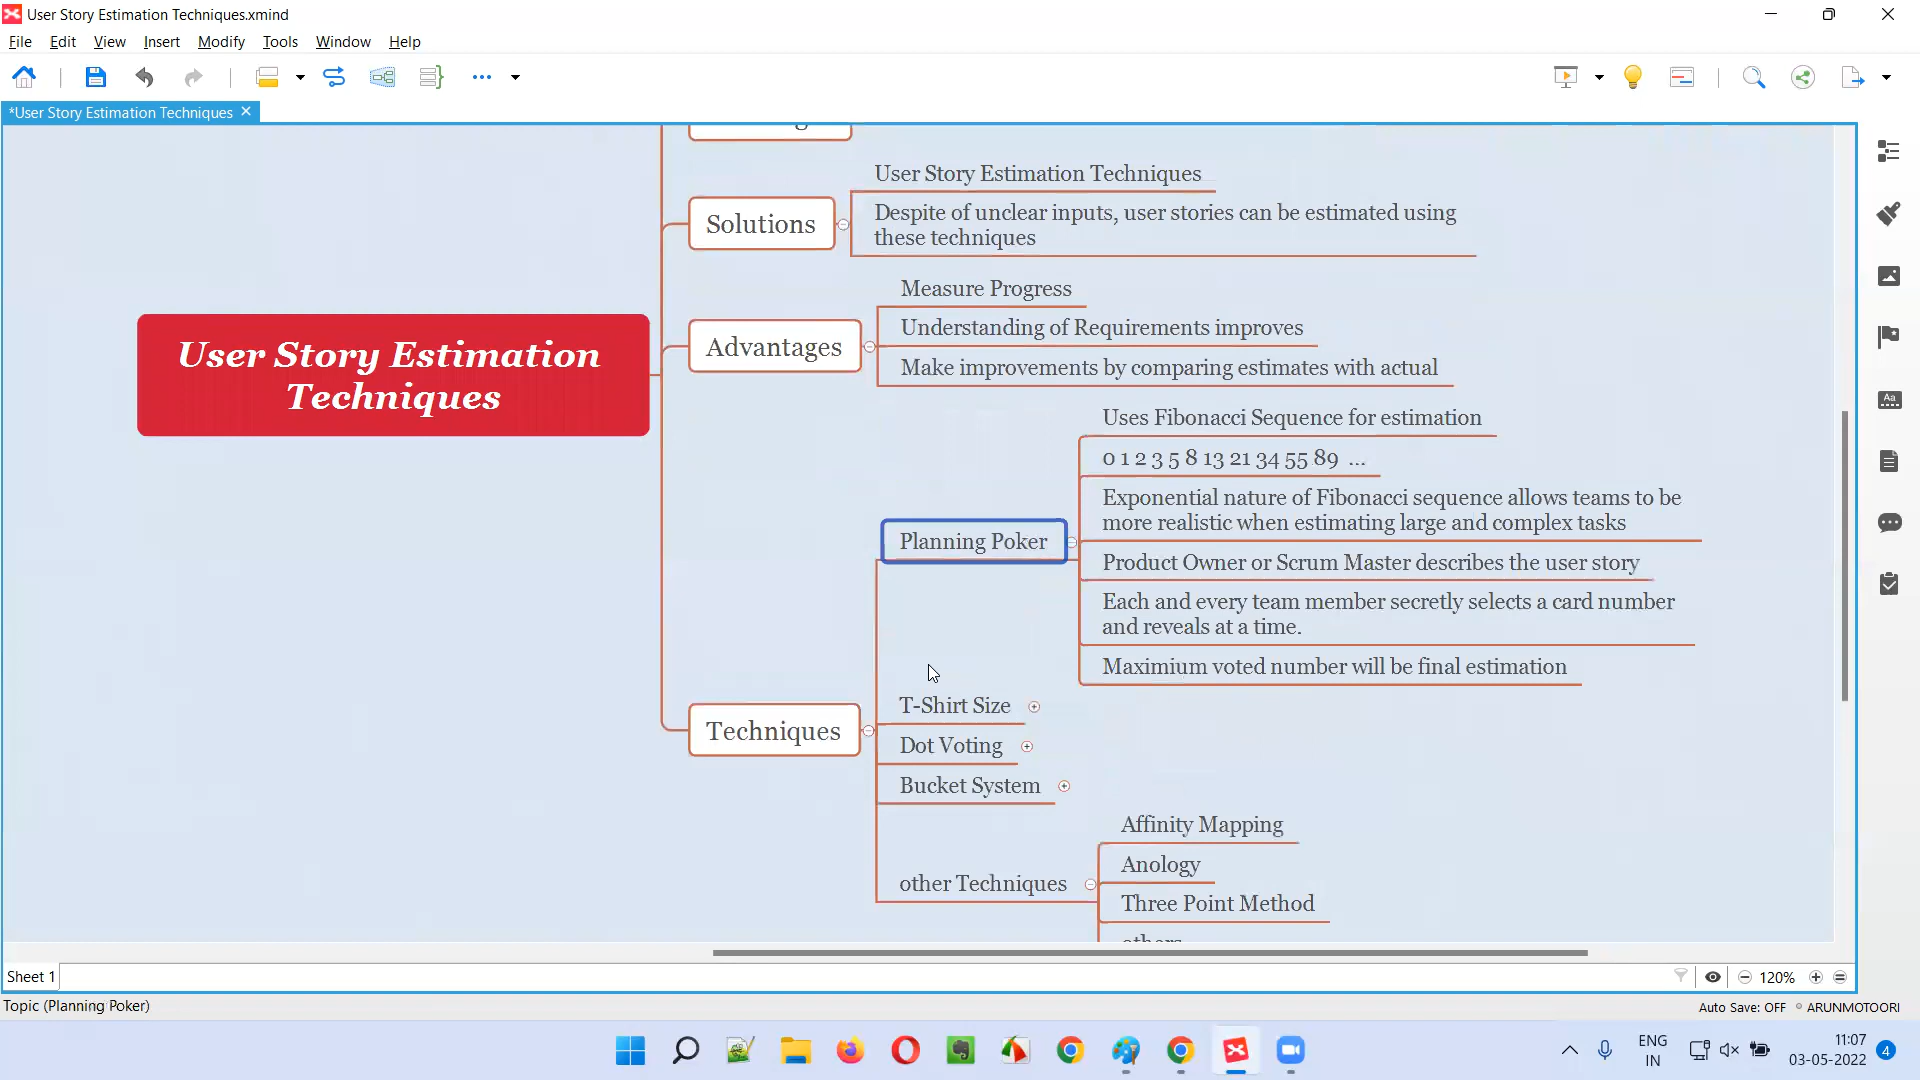 User Story Estimation Techniques.xmind
File Edit View Insert Modify Tools Window Help
*User Story Estimation Techniques
User Story Estimation Techniques
Solutions
Despite of unclear inputs, user stories can be estimated using
these techniques
Measure Progress
Advantages
Understanding of Requirements improves
Make improvements by comparing estimates with actual
User Story Estimation
Techniques
Uses Fibonacci Sequence for estimation
0 1 2 3 5 8 13 21 34 55 89 ...
Exponential nature of Fibonacci sequence allows teams to be
more realistic when estimating large and complex tasks
Planning Poker
Product Owner or Scrum Master describes the user story
Each and every team member secretly selects a card number
and reveals at a time.
Maximium voted number will be final estimation
T-Shirt Size
Techniques
Dot Voting
Bucket System
Affinity Mapping
Anology
other Techniques
Three Point Method
Sheet 1
120%
Topic (Planning Poker)
Auto Save: OFF
ARUNMOTOORI
ENG
IN
11:07
03-05-2022
4
Aa